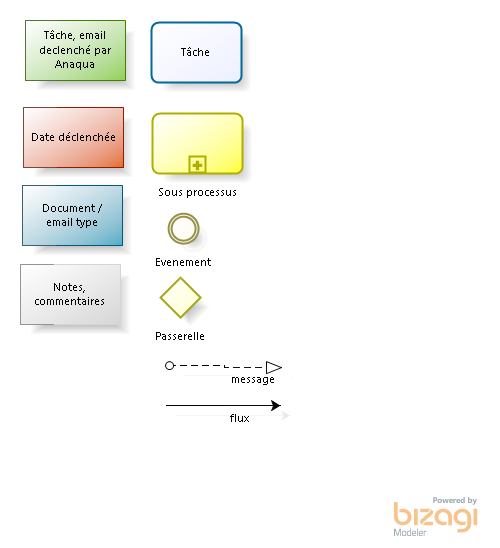 Tâche, email
declenché par
Anaqua
Tâche
Date déclenchée
Sous processus
Document /
email type
Evenement
Notes,
commentaires
Passerelle
message
flux
Powered by
bizagi
Modeler